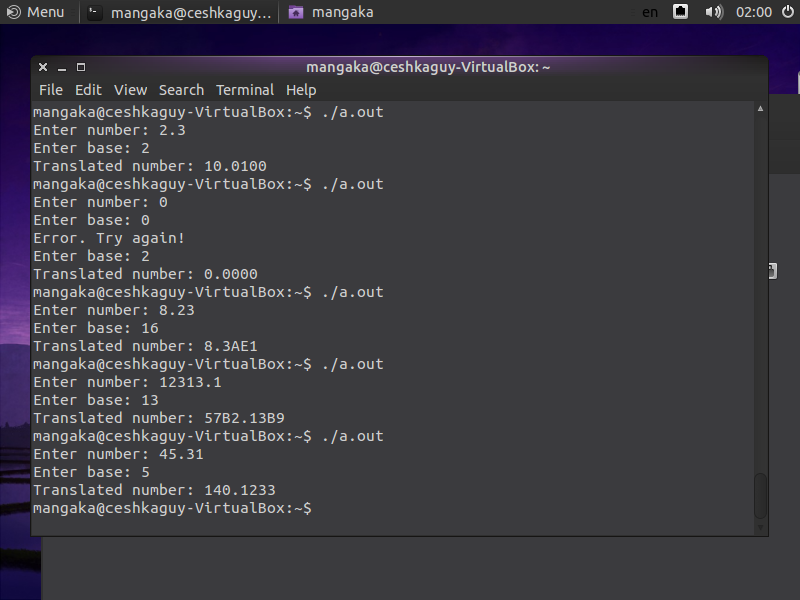 Menu mangaka@ceshkaguy... mangaka en 02:00
mangaka@ceshkaguy-VirtualBox: ~
File Edit View Search Terminal Help
mangaka@ceshkaguy-VirtualBox:~$ ./a.out
Enter number: 2.3
Enter base: 2
Translated number: 10.0100
mangaka@ceshkaguy-VirtualBox:~$ ./a.out
Enter number: 0
Enter base: 0
Error. Try again!
Enter base: 2
Translated number: 0.0000
mangaka@ceshkaguy-VirtualBox:~$ ./a.out
Enter number: 8.23
Enter base: 16
Translated number: 8.3AE1
mangaka@ceshkaguy-VirtualBox:~$ ./a.out
Enter number: 12313.1
Enter base: 13
Translated number: 57B2.13B9
mangaka@ceshkaguy-VirtualBox:~$ ./a.out
Enter number: 45.31
Enter base: 5
Translated number: 140.1233
mangaka@ceshkaguy-VirtualBox:~$